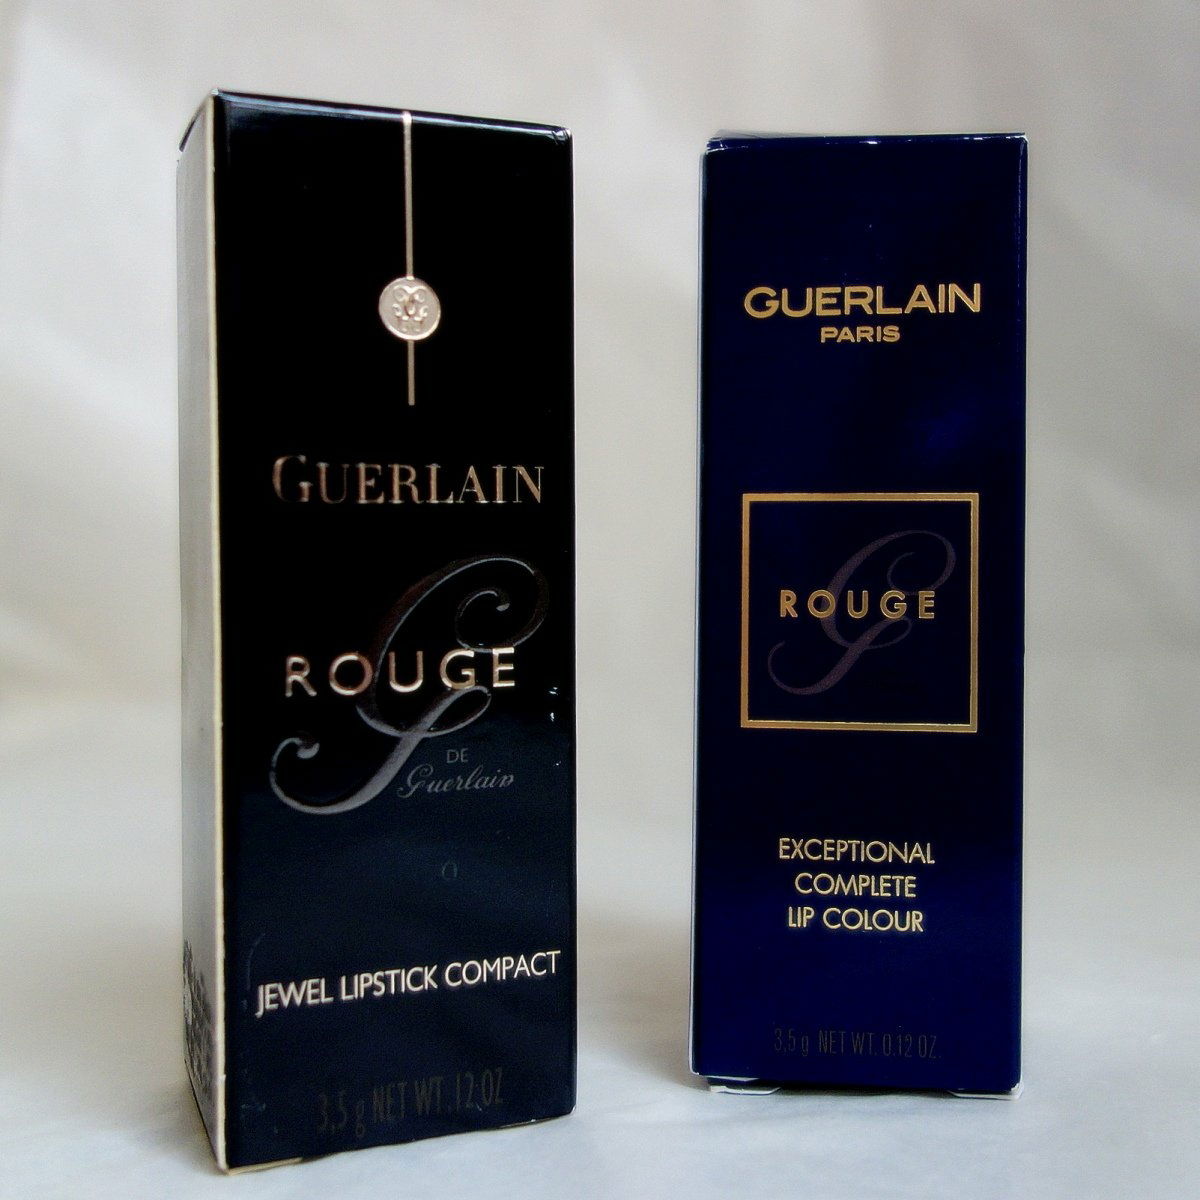 GUERLAIN
ROUGE
G
DE
Guerlain
JEWEL LIPSTICK COMPACT
3,5 g NET WT .12 OZ
GUERLAIN
PARIS
ROUGE
G
EXCEPTIONAL
COMPLETE
LIP COLOUR
3,5 g NET WT. 0.12 OZ.